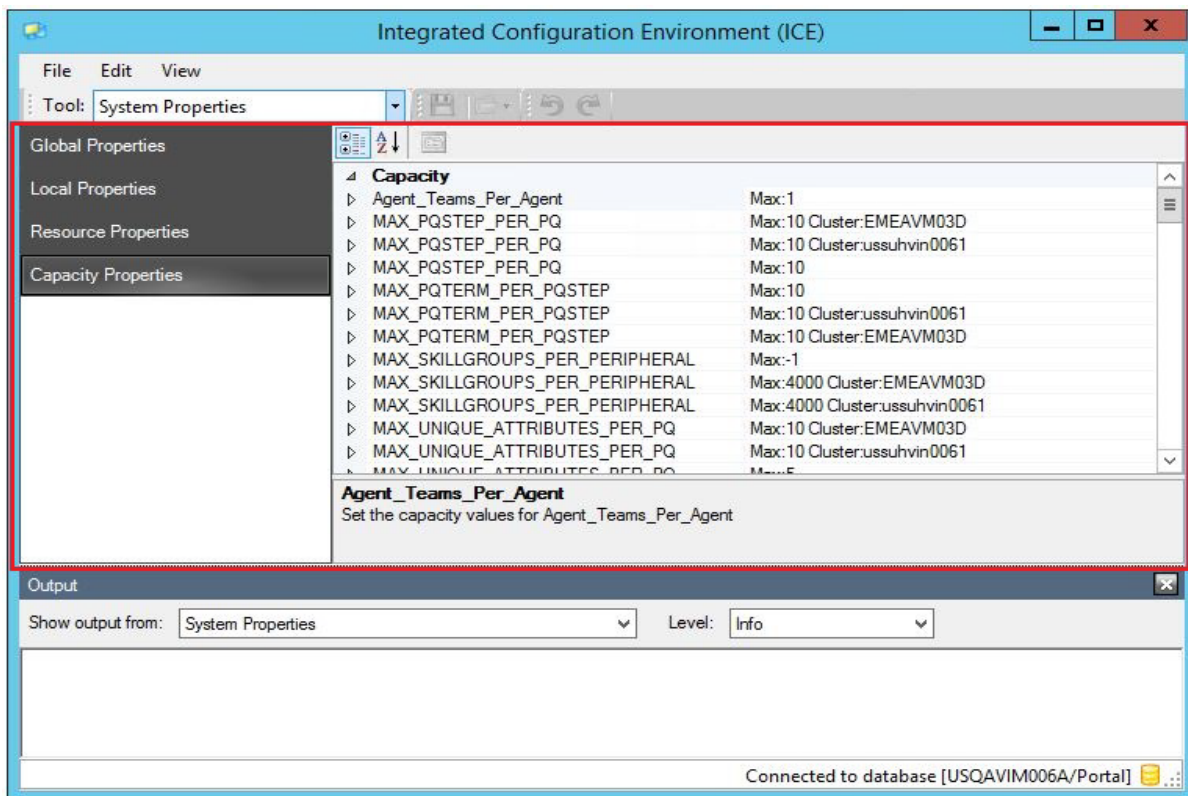 Integrated Configuration Environment (ICE)
File Edit View
Tool: System Properties
Global Properties
Local Properties
Resource Properties
Capacity Properties
Capacity
Agent_Teams_Per_Agent Max:1
MAX_PQSTEP_PER_PQ Max:10 Cluster:EMEAVM03D
MAX_PQSTEP_PER_PQ Max:10 Cluster:ussuhvin0061
MAX_PQSTEP_PER_PQ Max:10
MAX_PQTERM_PER_PQSTEP Max:10
MAX_PQTERM_PER_PQSTEP Max:10 Cluster:ussuhvin0061
MAX_PQTERM_PER_PQSTEP Max:10 Cluster:EMEAVM03D
MAX_SKILLGROUPS_PER_PERIPHERAL Max:-1
MAX_SKILLGROUPS_PER_PERIPHERAL Max:4000 Cluster:EMEAVM03D
MAX_SKILLGROUPS_PER_PERIPHERAL Max:4000 Cluster:ussuhvin0061
MAX_UNIQUE_ATTRIBUTES_PER_PQ Max:10 Cluster:EMEAVM03D
MAX_UNIQUE_ATTRIBUTES_PER_PQ Max:10 Cluster:ussuhvin0061
MAX_UNIQUE_ATTRIBUTES_PER_PQ Max:5
Agent_Teams_Per_Agent
Set the capacity values for Agent_Teams_Per_Agent
Output
Show output from: System Properties Level: Info
Connected to database [USQAVIM006A/Portal]